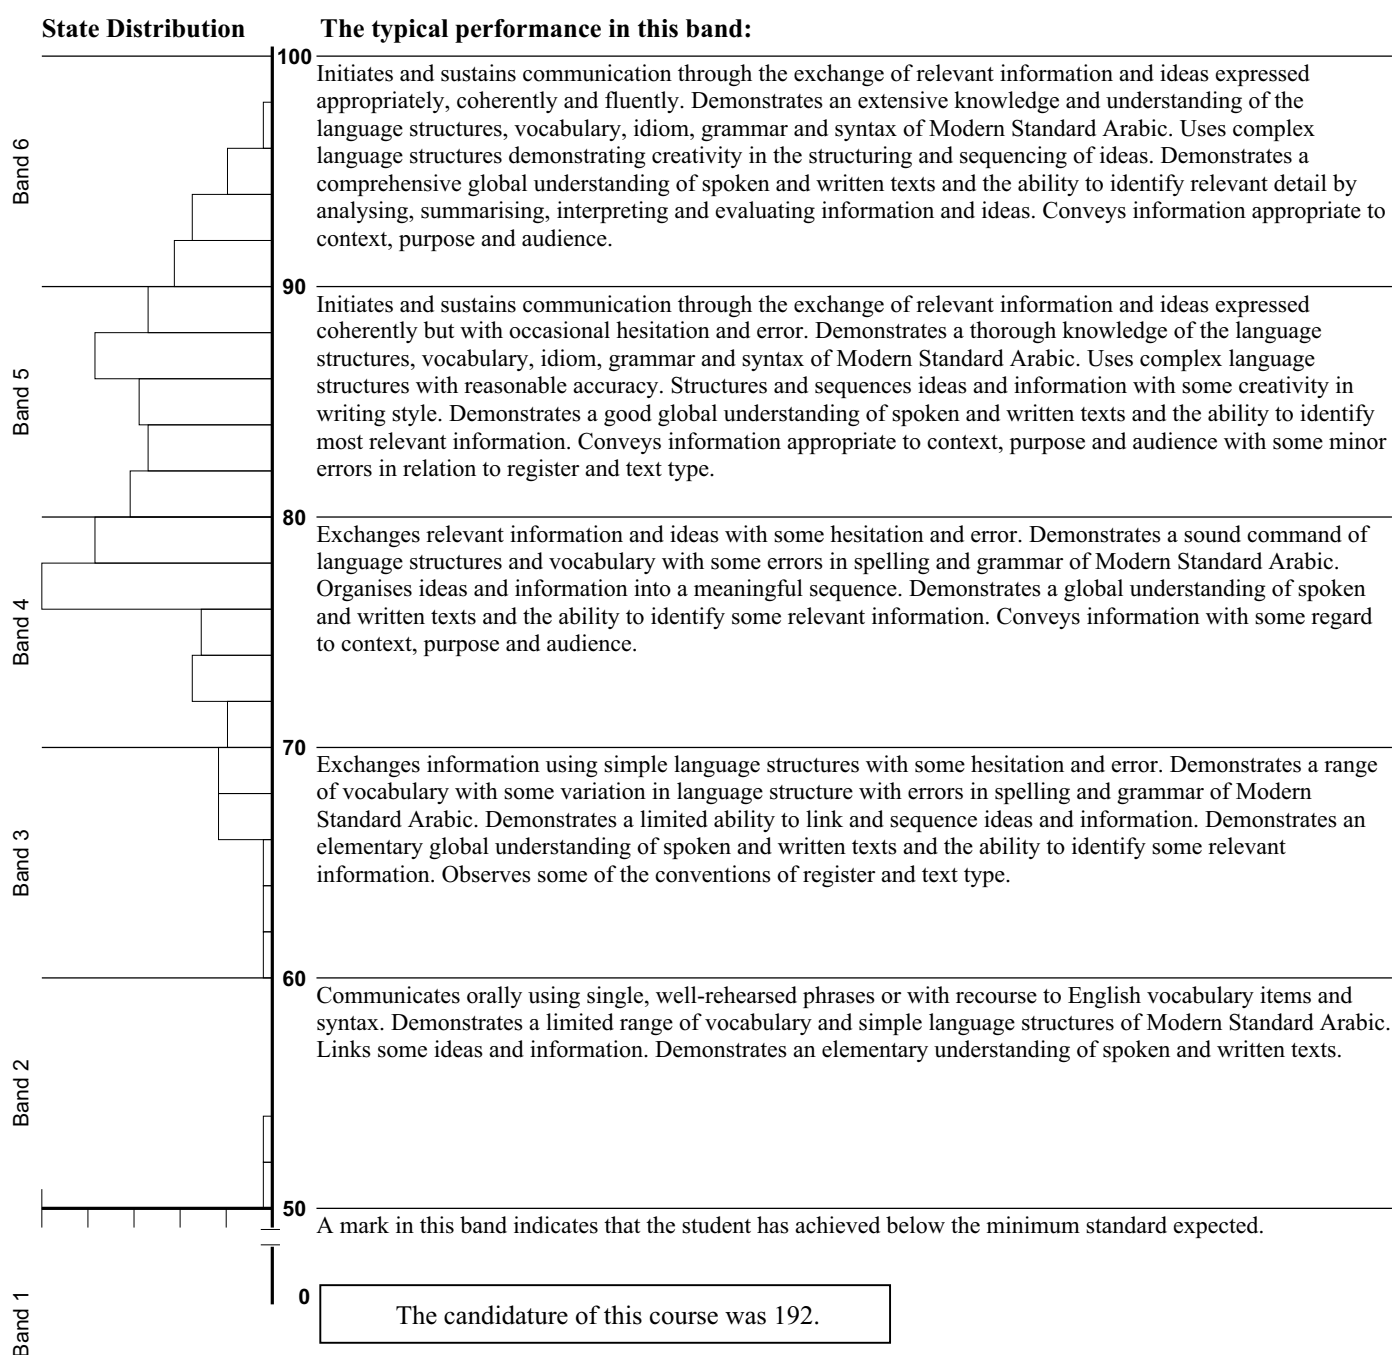 State Distribution
The typical performance in this band:
100
Band 6
Initiates and sustains communication through the exchange of relevant information and ideas expressed
appropriately, coherently and fluently. Demonstrates an extensive knowledge and understanding of the
language structures, vocabulary, idiom, grammar and syntax of Modern Standard Arabic. Uses complex
language structures demonstrating creativity in the structuring and sequencing of ideas. Demonstrates a
comprehensive global understanding of spoken and written texts and the ability to identify relevant detail by
analysing, summarising, interpreting and evaluating information and ideas. Conveys information appropriate to
context, purpose and audience.
90
Band 5
Initiates and sustains communication through the exchange of relevant information and ideas expressed
coherently but with occasional hesitation and error. Demonstrates a thorough knowledge of the language
structures, vocabulary, idiom, grammar and syntax of Modern Standard Arabic. Uses complex language
structures with reasonable accuracy. Structures and sequences ideas and information with some creativity in
writing style. Demonstrates a good global understanding of spoken and written texts and the ability to identify
most relevant information. Conveys information appropriate to context, purpose and audience with some minor
errors in relation to register and text type.
80
Band 4
Exchanges relevant information and ideas with some hesitation and error. Demonstrates a sound command of
language structures and vocabulary with some errors in spelling and grammar of Modern Standard Arabic.
Organises ideas and information into a meaningful sequence. Demonstrates a global understanding of spoken
and written texts and the ability to identify some relevant information. Conveys information with some regard
to context, purpose and audience.
70
Band 3
Exchanges information using simple language structures with some hesitation and error. Demonstrates a range
of vocabulary with some variation in language structure with errors in spelling and grammar of Modern
Standard Arabic. Demonstrates a limited ability to link and sequence ideas and information. Demonstrates an
elementary global understanding of spoken and written texts and the ability to identify some relevant
information. Observes some of the conventions of register and text type.
60
Band 2
Communicates orally using single, well-rehearsed phrases or with recourse to English vocabulary items and
syntax. Demonstrates a limited range of vocabulary and simple language structures of Modern Standard Arabic.
Links some ideas and information. Demonstrates an elementary understanding of spoken and written texts.
50
A mark in this band indicates that the student has achieved below the minimum standard expected.
Band 1
0
The candidature of this course was 192.